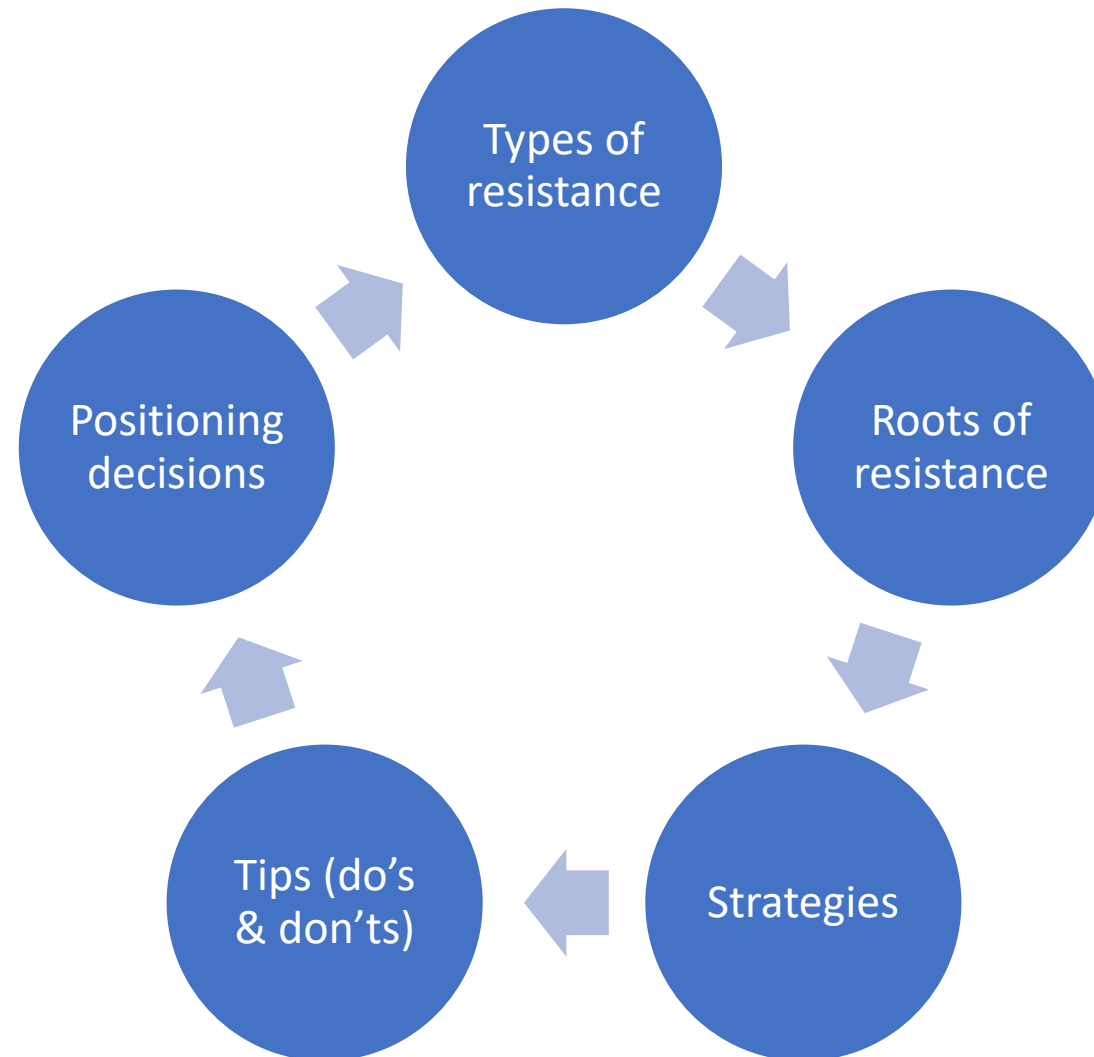 Types of
resistance
Roots of
resistance
Strategies
Tips (do’s
& don’ts)
Positioning
decisions